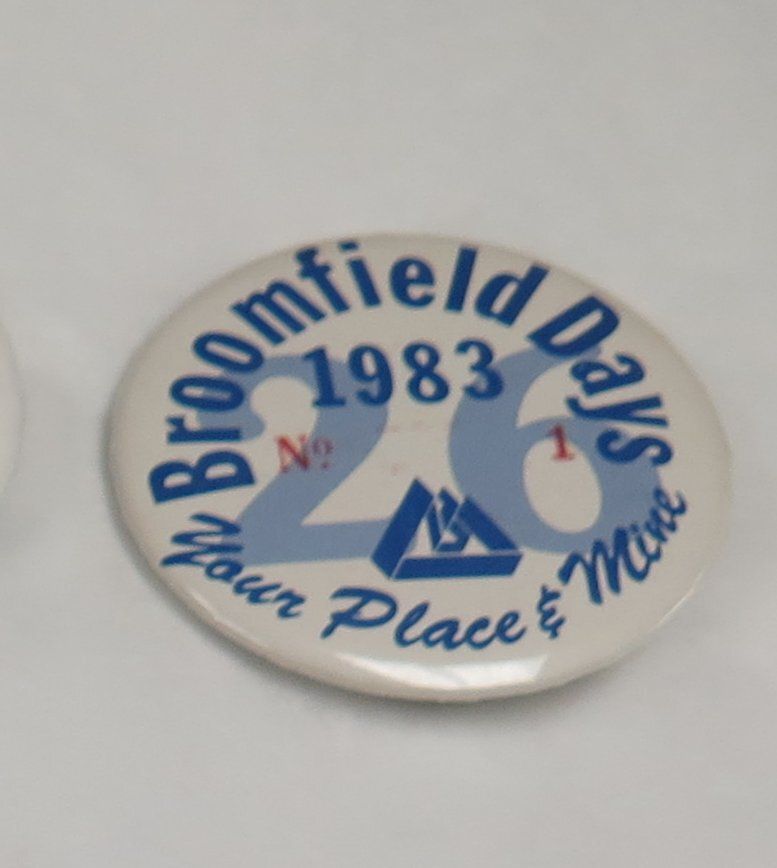 Broomfield Days
1983
26
Nº 1
Your Place & Mine